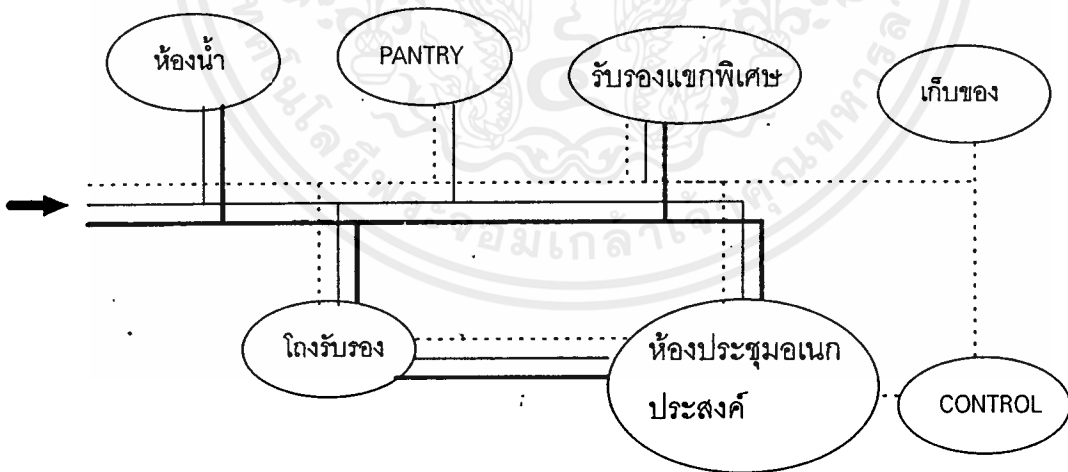 ห้องน้ำ
PANTRY
รับรองแขกพิเศษ
เก็บของ
โถงรับรอง
ห้องประชุมอเนก
ประสงค์
CONTROL